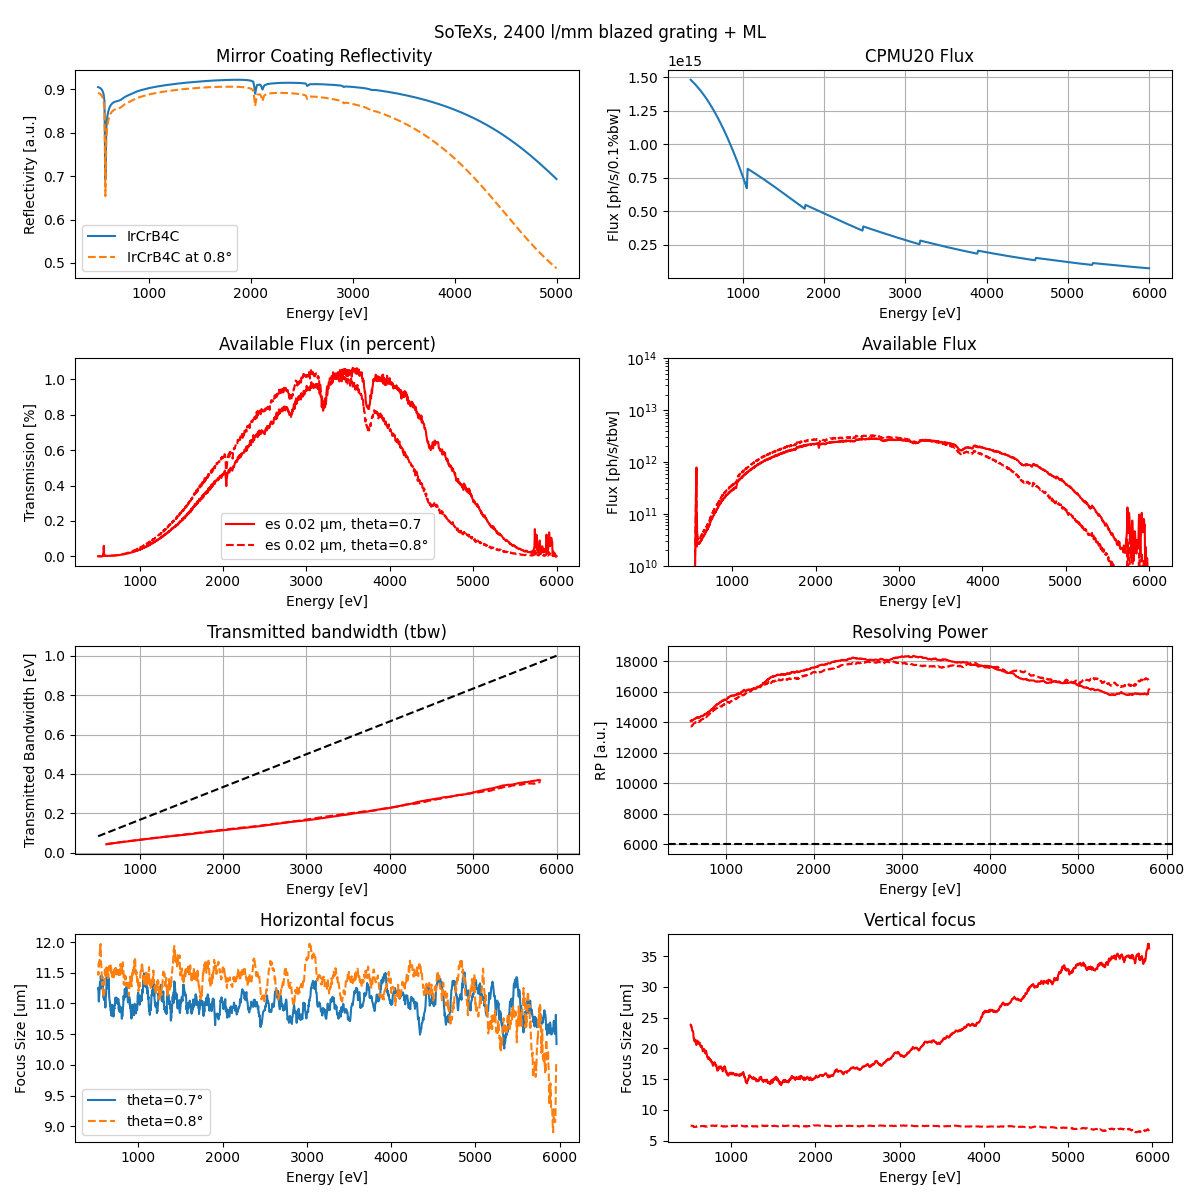 SoTeXs, 2400 l/mm blazed grating + ML
Mirror Coating Reflectivity
Reflectivity [a.u.]
0.9
0.8
0.7
0.6
0.5
IrCrB4C
IrCrB4C at 0.8°
1000 2000 3000 4000 5000
Energy [eV]
CPMU20 Flux
1e15
Flux [ph/s/0.1%bw]
1.50
1.25
1.00
0.75
0.50
0.25
1000 2000 3000 4000 5000 6000
Energy [eV]
Available Flux (in percent)
Transmission [%]
1.0
0.8
0.6
0.4
0.2
0.0
es 0.02 μm, theta=0.7
es 0.02 μm, theta=0.8°
1000 2000 3000 4000 5000 6000
Energy [eV]
Available Flux
Flux [ph/s/tbw]
10¹⁴
10¹³
10¹²
10¹¹
10¹⁰
1000 2000 3000 4000 5000 6000
Energy [eV]
Transmitted bandwidth (tbw)
Transmitted Bandwidth [eV]
1.0
0.8
0.6
0.4
0.2
0.0
1000 2000 3000 4000 5000 6000
Energy [eV]
Resolving Power
RP [a.u.]
18000
16000
14000
12000
10000
8000
6000
1000 2000 3000 4000 5000 6000
Energy [eV]
Horizontal focus
Focus Size [um]
12.0
11.5
11.0
10.5
10.0
9.5
9.0
theta=0.7°
theta=0.8°
1000 2000 3000 4000 5000 6000
Energy [eV]
Vertical focus
Focus Size [um]
35
30
25
20
15
10
5
1000 2000 3000 4000 5000 6000
Energy [eV]